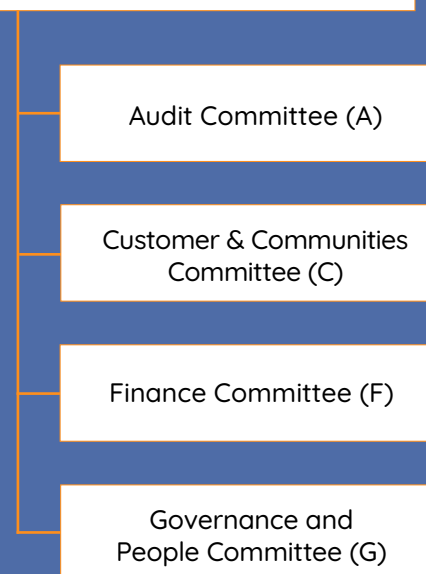 Audit Committee (A)
Customer & Communities
Committee (C)
Finance Committee (F)
Governance and
People Committee (G)